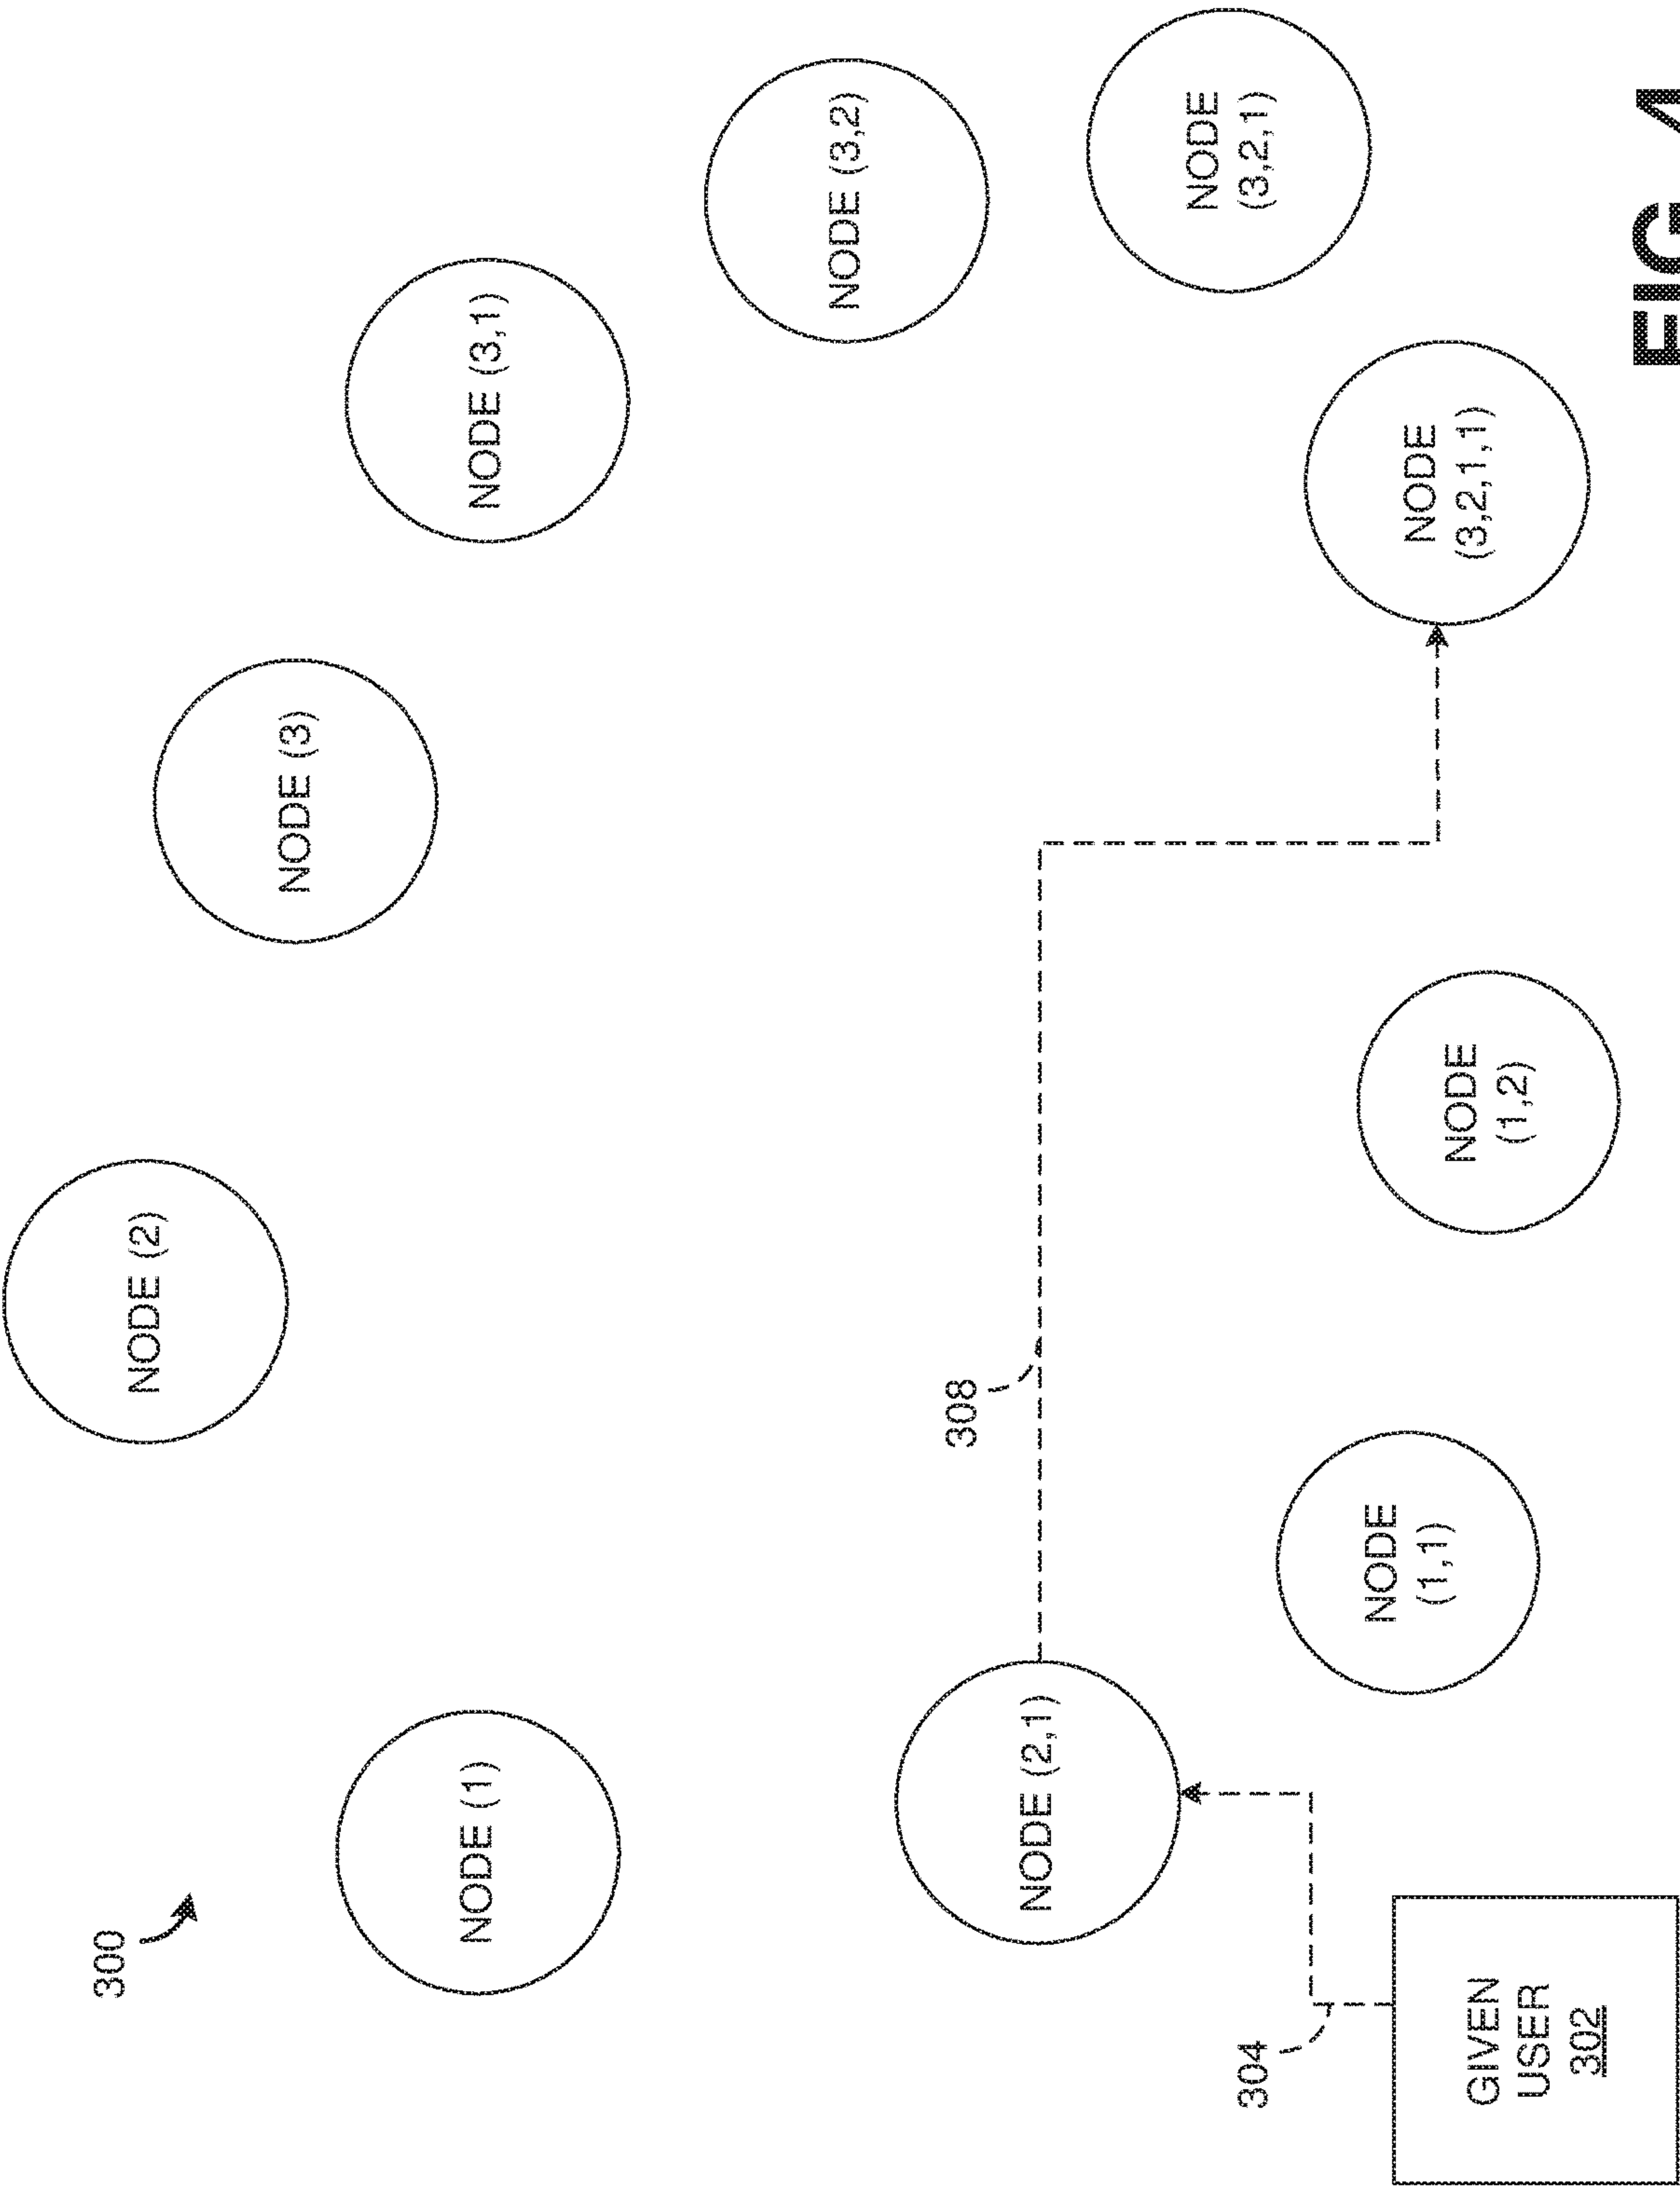 300
NODE (2)
NODE (3)
NODE (1)
NODE (3,1)
NODE (3,2)
308
NODE (2,1)
NODE
(3,2,1)
304
NODE
(1,1)
NODE
(3,2,1,1)
NODE
(1,2)
GIVEN
USER
302
FIG. 4